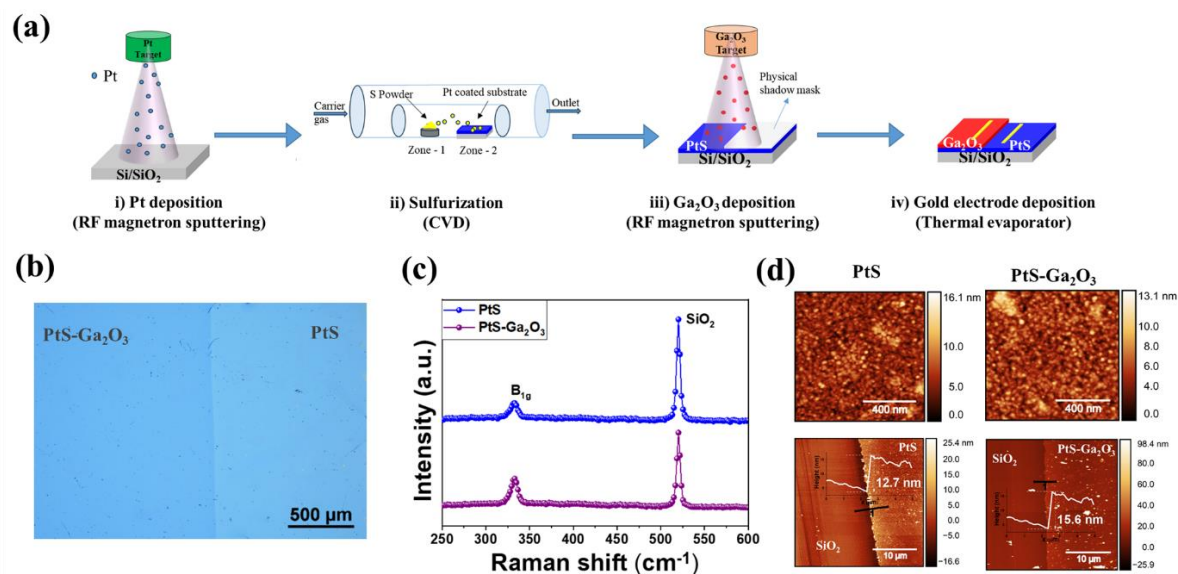 (a)
Pt
Target
Pt
Si/SiO₂
i) Pt deposition
(RF magnetron sputtering)
Carrier
gas
S Powder
Pt coated substrate
Outlet
Zone - 1
Zone - 2
ii) Sulfurization
(CVD)
Ga₂O₃
Target
Physical
shadow mask
PtS
Si/SiO₂
iii) Ga₂O₃ deposition
(RF magnetron sputtering)
Ga₂O₃
PtS
Si/SiO₂
iv) Gold electrode deposition
(Thermal evaporator)
(b)
PtS-Ga₂O₃
PtS
500 µm
(c)
PtS
PtS-Ga₂O₃
SiO₂
B₁g
Intensity (a.u.)
250 300 350 400 450 500 550 600
Raman shift (cm⁻¹)
(d)
PtS
16.1 nm
10.0
5.0
0.0
400 nm
PtS-Ga₂O₃
13.1 nm
10.0
8.0
6.0
4.0
0.0
400 nm
PtS
12.7 nm
Height (nm)
SiO₂
10 µm
25.4 nm
15.0
10.0
5.0
0.0
-5.0
-16.6
SiO₂
PtS-Ga₂O₃
15.6 nm
Height (nm)
10 µm
98.4 nm
80.0
60.0
40.0
20.0
0.0
-25.9